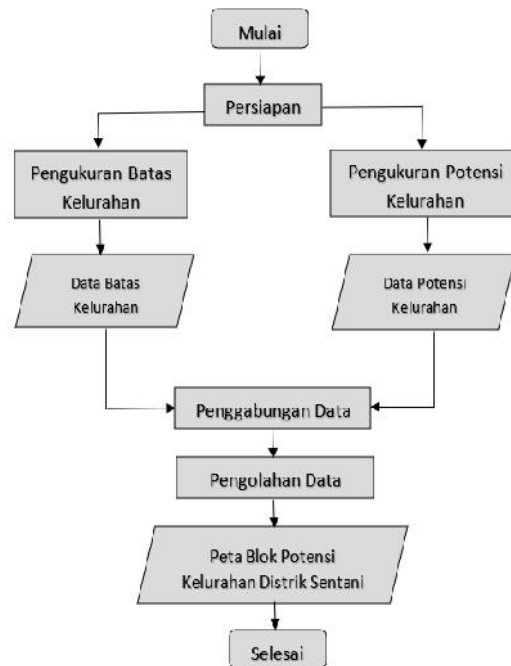 Mulai
Persiapan
Pengukuran Batas
Kelurahan
Pengukuran Potensi
Kelurahan
Data Batas
Kelurahan
Data Potensi
Kelurahan
Penggabungan Data
Pengolahan Data
Peta Blok Potensi
Kelurahan Distrik Sentani
Selesai